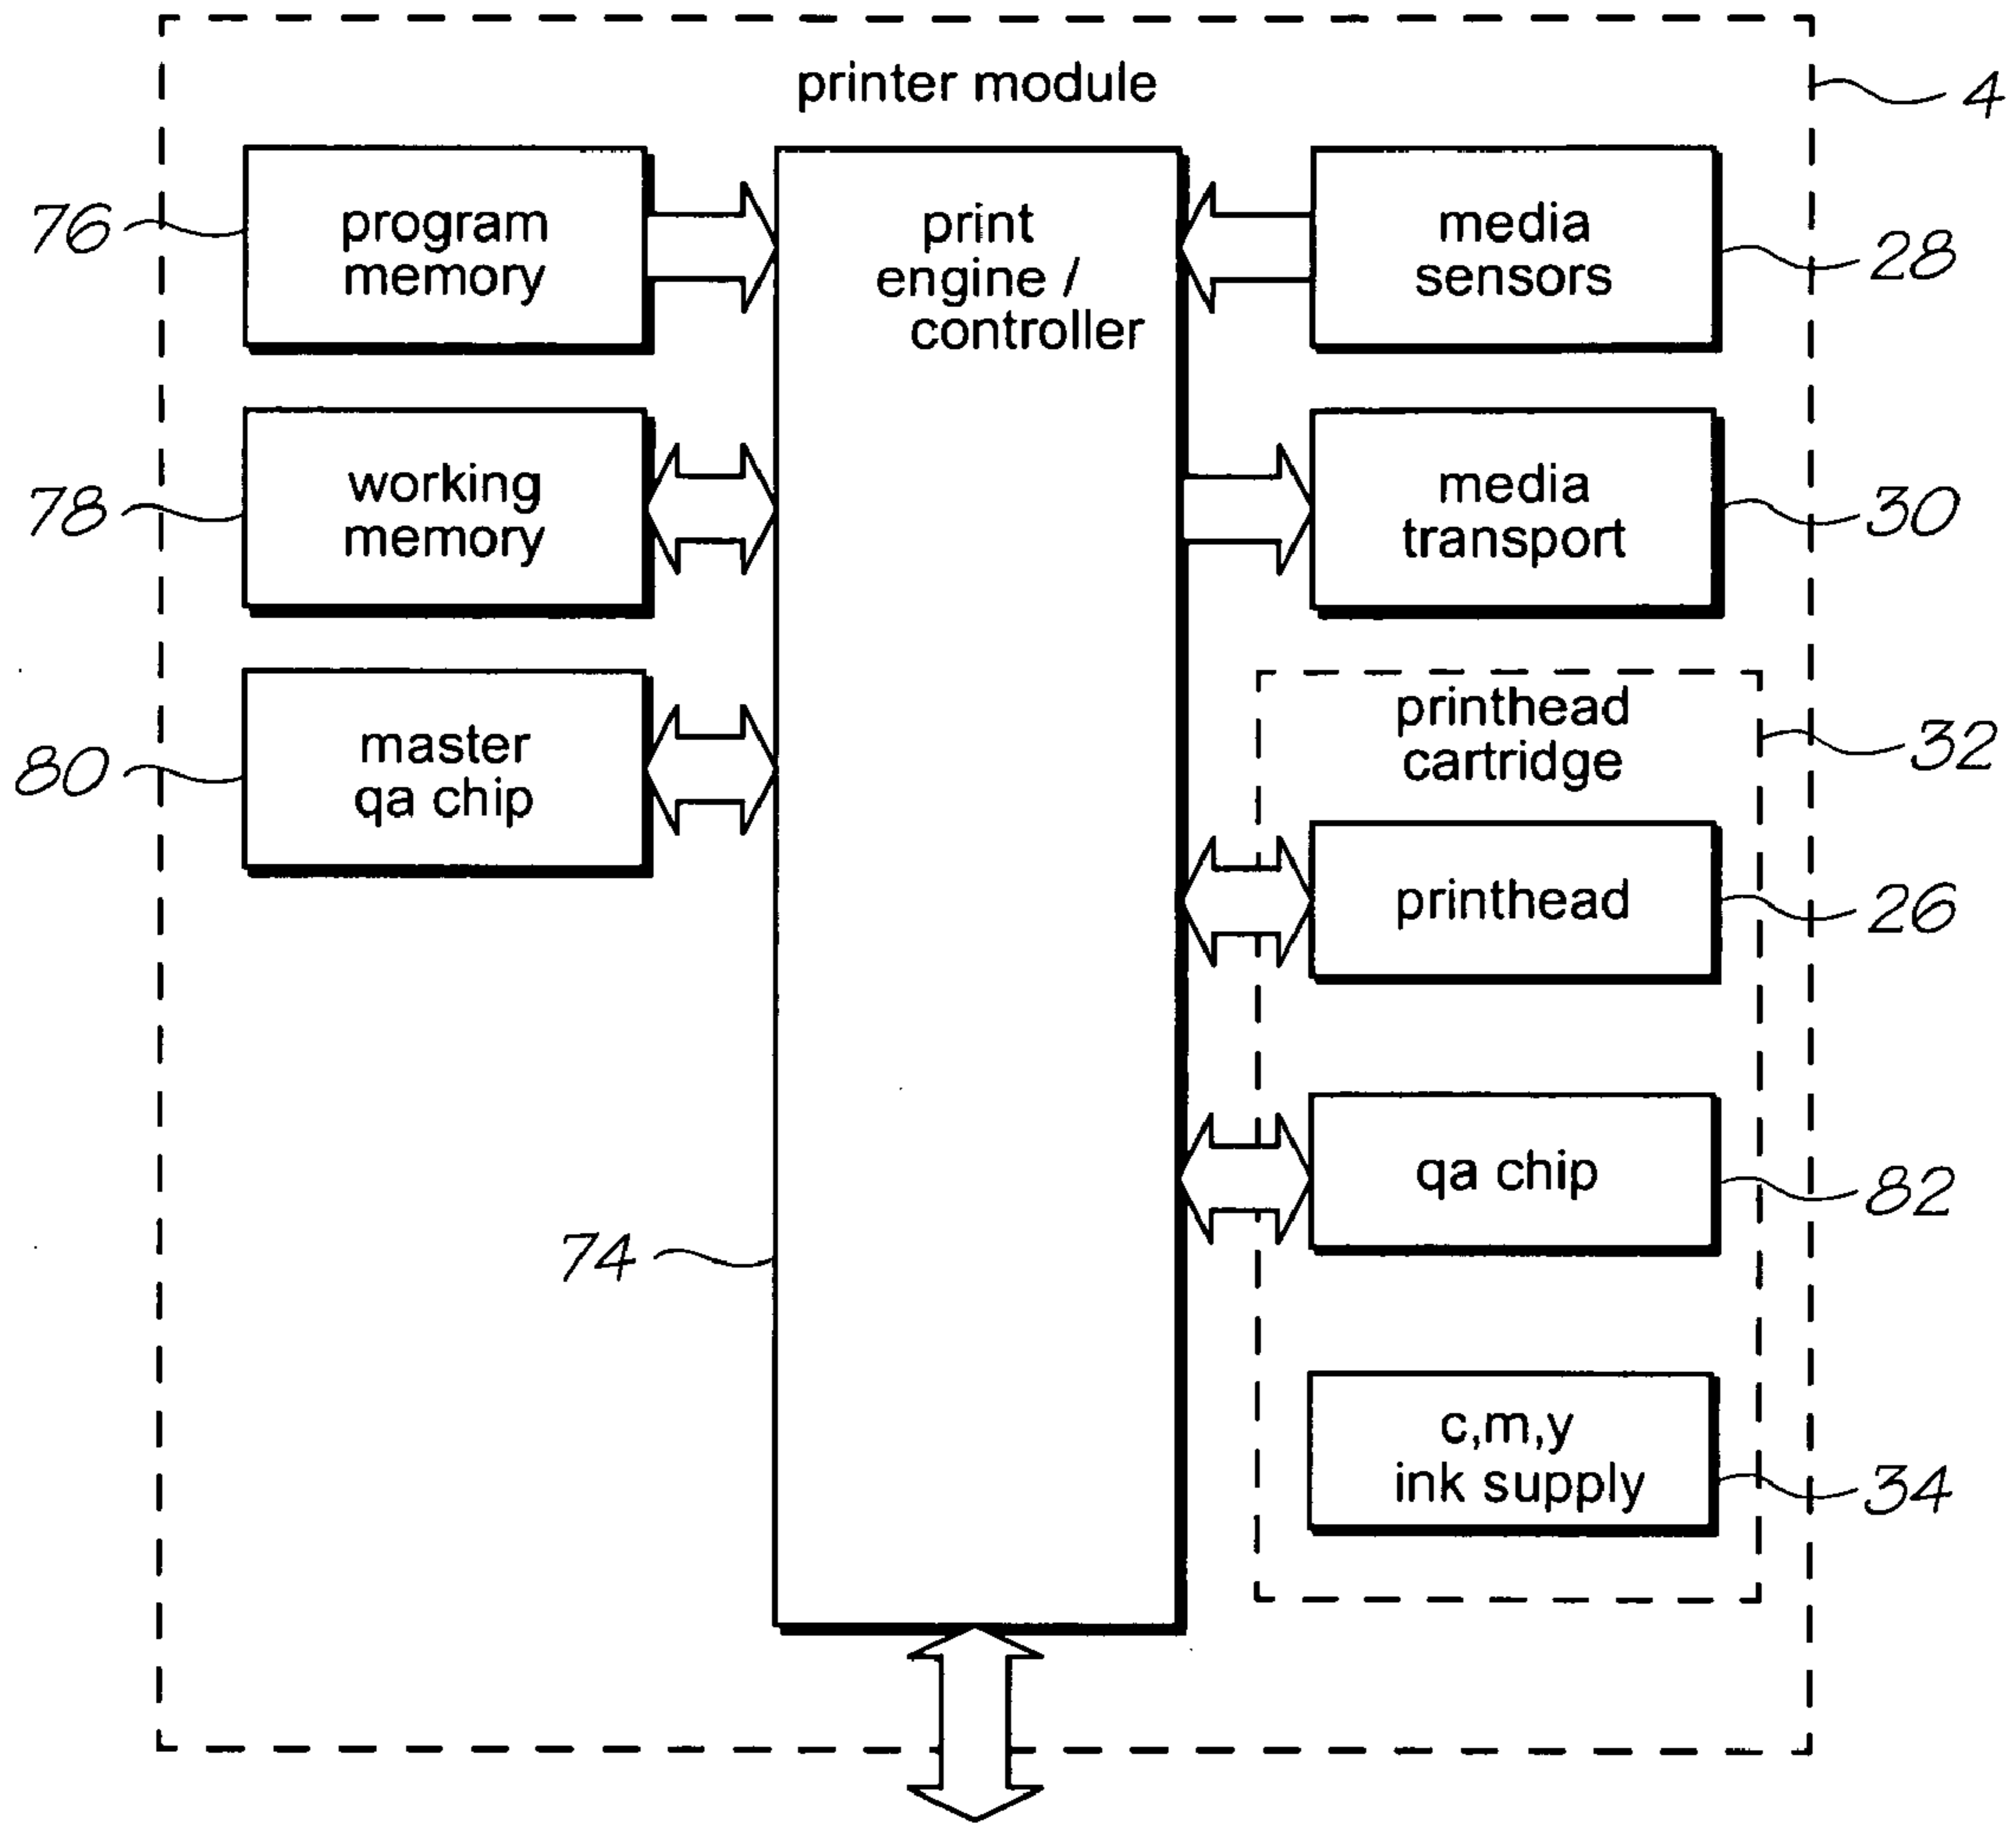 printer module
4
76
program
memory
print
engine /
controller
media
sensors
28
78
working
memory
media
transport
30
80
master
qa chip
printhead
cartridge
32
printhead
26
74
qa chip
82
c,m,y
ink supply
34